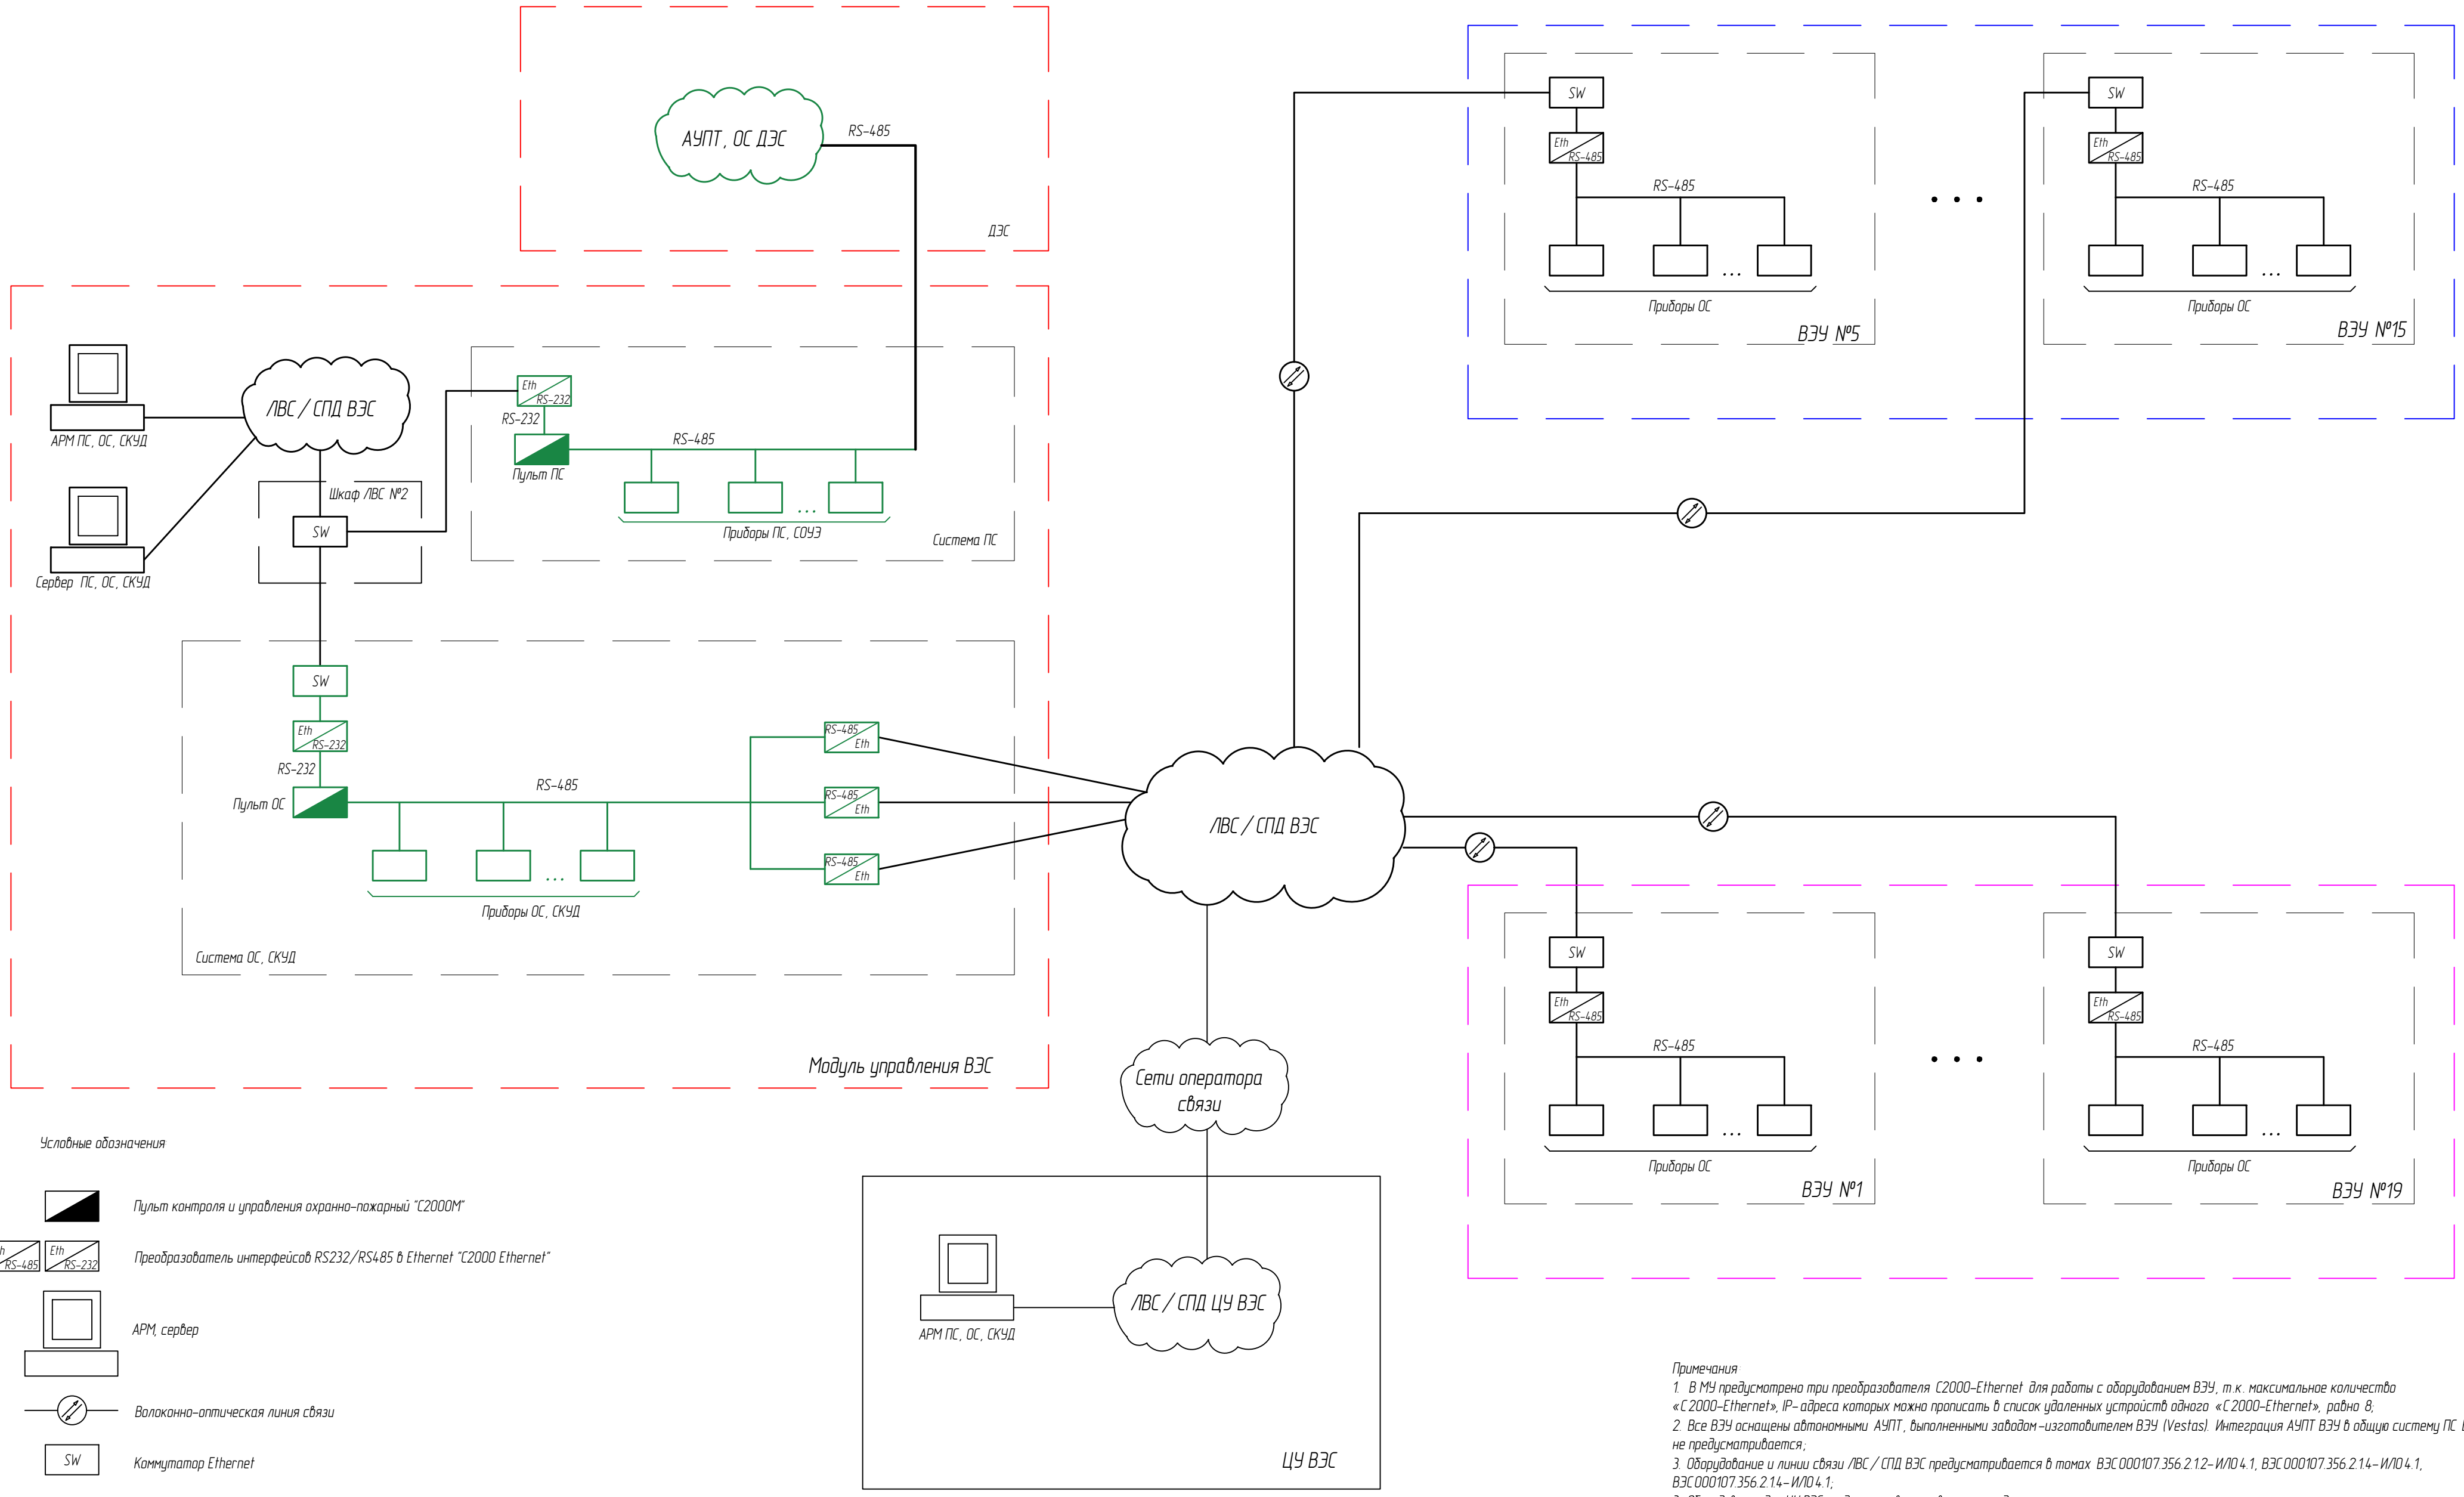 АУПТ, ОС ДЭС
RS-485
ДЭС
АРМ ПС, ОС, СКУД
Сервер ПС, ОС, СКУД
ЛВС / СПД ВЭС
Шкаф ЛВС №2
SW
Eth
RS-232
RS-232
Пульт ПС
RS-485
Приборы ПС, СОУЭ
Система ПС
SW
Eth
RS-232
RS-232
Пульт ОС
RS-485
Приборы ОС, СКУД
RS-485
Eth
RS-485
Eth
RS-485
Eth
Система ОС, СКУД
Модуль управления ВЭС
ЛВС / СПД ВЭС
SW
Eth
RS-485
RS-485
Приборы ОС
ВЭУ №5
SW
Eth
RS-485
RS-485
Приборы ОС
ВЭУ №15
SW
Eth
RS-485
RS-485
Приборы ОС
ВЭУ №1
SW
Eth
RS-485
RS-485
Приборы ОС
ВЭУ №19
Сети оператора
связи
ЛВС / СПД ЦУ ВЭС
АРМ ПС, ОС, СКУД
ЦУ ВЭС
Условные обозначения
Пульт контроля и управления охранно-пожарный "С2000М"
RS-485
Eth
RS-232
Преобразователь интерфейсов RS232/RS485 в Ethernet "С2000 Ethernet"
АРМ, сервер
Волоконно-оптическая линия связи
SW
Коммутатор Ethernet
Примечания
1. В МУ предусмотрено три преобразователя С2000-Ethernet для работы с оборудованием ВЭУ, т.к. максимальное количество
«С2000-Ethernet», IP-адреса которых можно прописать в список удаленных устройств одного «С2000-Ethernet», равно 8;
2. Все ВЭУ оснащены автономными АУПТ, выполненными заводом-изготовителем ВЭУ (Vestas). Интеграция АУПТ ВЭУ в общую систему ПС
не предусматривается;
3. Оборудование и линии связи ЛВС / СПД ВЭС предусматривается в томах ВЭС000107.356.2.1.2-ИЛО4.1, ВЭС000107.356.2.1.4-ИЛО4.1,
ВЭС000107.356.2.1.4-ИЛО4.1;